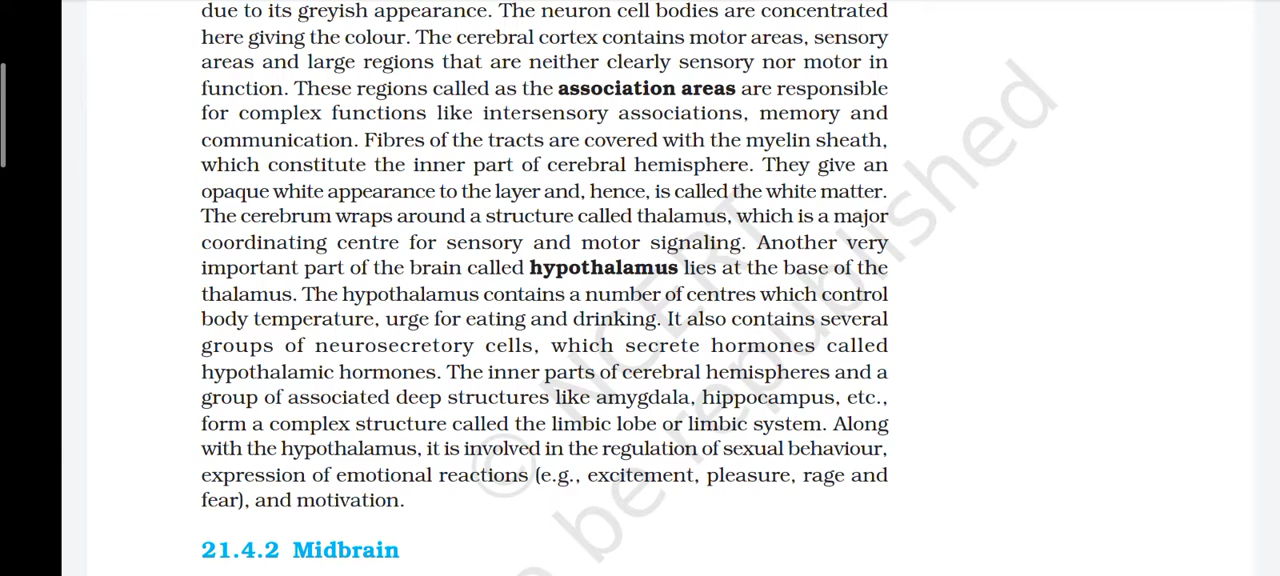 due to its greyish appearance. The neuron cell bodies are concentrated
here giving the colour. The cerebral cortex contains motor areas, sensory
areas and large regions that are neither clearly sensory nor motor in
function. These regions called as the association areas are responsible
for complex functions like intersensory associations, memory and
communication. Fibres of the tracts are covered with the myelin sheath,
which constitute the inner part of cerebral hemisphere. They give an
opaque white appearance to the layer and, hence, is called the white matter.
The cerebrum wraps around a structure called thalamus, which is a major
coordinating centre for sensory and motor signaling. Another very
important part of the brain called hypothalamus lies at the base of the
thalamus. The hypothalamus contains a number of centres which control
body temperature, urge for eating and drinking. It also contains several
groups of neurosecretory cells, which secrete hormones called
hypothalamic hormones. The inner parts of cerebral hemispheres and a
group of associated deep structures like amygdala, hippocampus, etc.,
form a complex structure called the limbic lobe or limbic system. Along
with the hypothalamus, it is involved in the regulation of sexual behaviour,
expression of emotional reactions (e.g., excitement, pleasure, rage and
fear), and motivation.
21.4.2 Midbrain
© NCERT
be republished